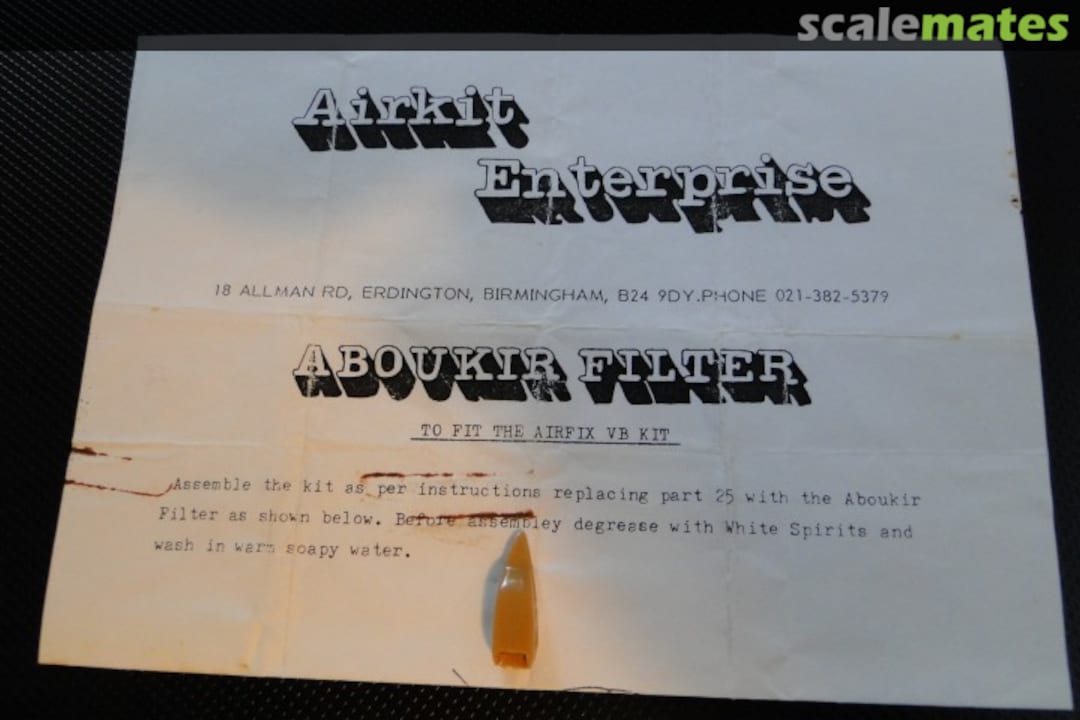 scalemates
Airkit
Enterprise
18 ALLMAN RD, ERDINGTON, BIRMINGHAM, B24 9DY.PHONE 021-382-5379
ABOUKIR FILTER
TO FIT THE AIRFIX VB KIT
Assemble the kit as per instructions replacing part 25 with the Aboukir
Filter as shown below. Before assembley degrease with White Spirits and
wash in warm soapy water.